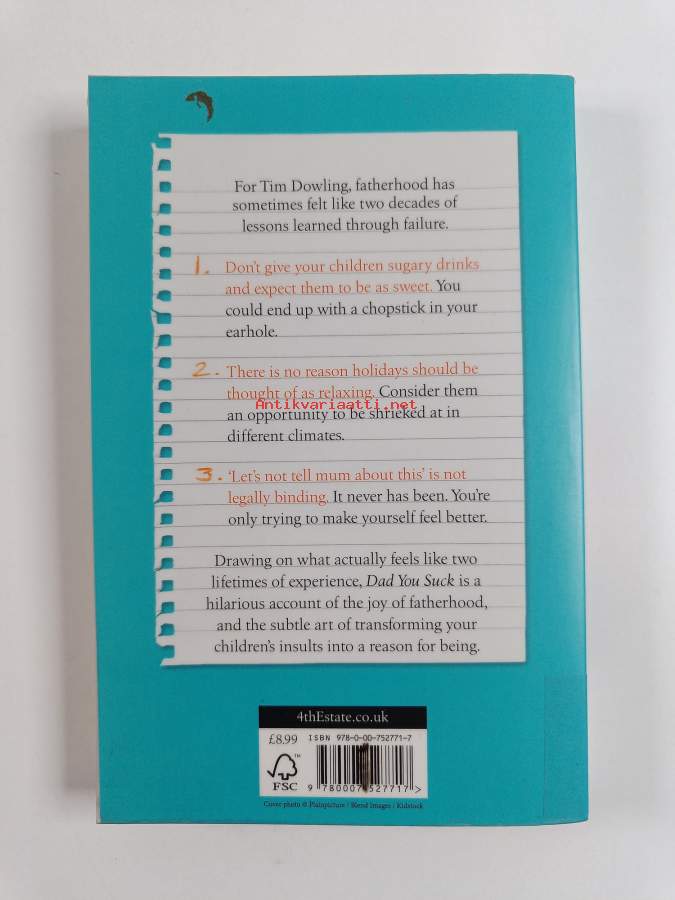 For Tim Dowling, fatherhood has
sometimes felt like two decades of
lessons learned through failure.
1. Don't give your children sugary drinks
and expect them to be as sweet. You
could end up with a chopstick in your
earhole.
2. There is no reason holidays should be
thought of as relaxing. Consider them
Antikvariaatti.net
an opportunity to be shrieked at in
different climates.
3. 'Let's not tell mum about this' is not
legally binding. It never has been. You're
only trying to make yourself feel better.
Drawing on what actually feels like two
lifetimes of experience, Dad You Suck is a
hilarious account of the joy of fatherhood,
and the subtle art of transforming your
children's insults into a reason for being.
4thEstate.co.uk
£8.99 ISBN 978-0-00-752771-7
FSC™
9 780007 527717 >
Cover photo © Plainpicture / Blend Images / Kidstock